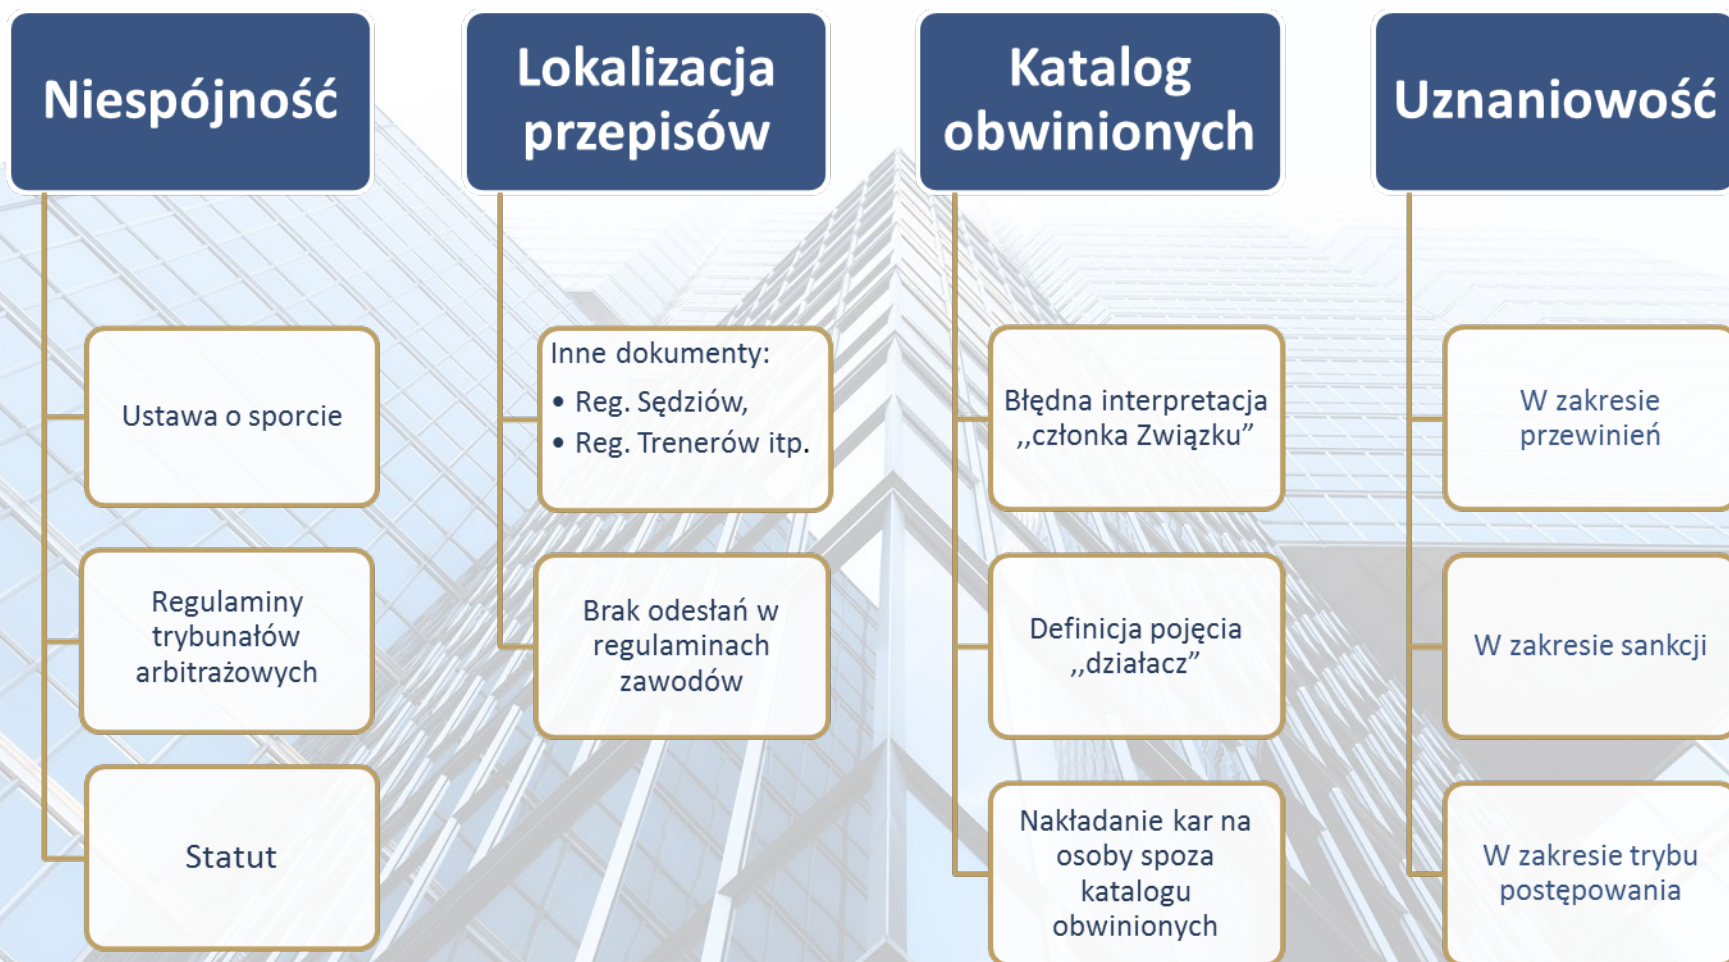 Niespójność
Ustawa o sporcie
Regulaminy
trybunałów
arbitrażowych
Statut
Lokalizacja
przepisów
Inne dokumenty:
• Reg. Sędziów,
• Reg. Trenerów itp.
Brak odesłań w
regulaminach
zawodów
Katalog
obwinionych
Błędna interpretacja
,,członka Związku”
Definicja pojęcia
,,działacz”
Nakładanie kar na
osoby spoza
katalogu
obwinionych
Uznaniowość
W zakresie
przewinień
W zakresie sankcji
W zakresie trybu
postępowania